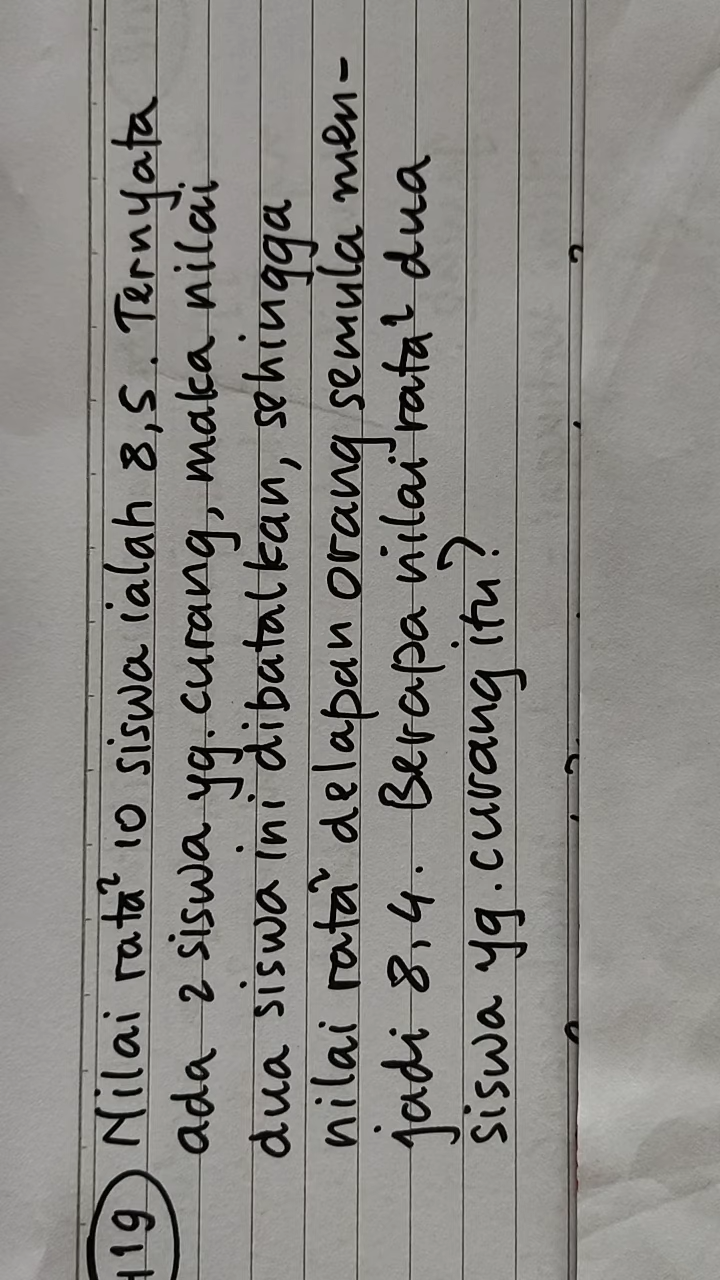 119 Nilai rata² 10 siswa ialah 8,5. Ternyata
ada 2 siswa yg. curang, maka nilai
dua siswa ini dibatalkan, sehingga
nilai rata² delapan orang semula men-
jadi 8,4. Berapa nilai rata² dua
siswa yg. curang itu?